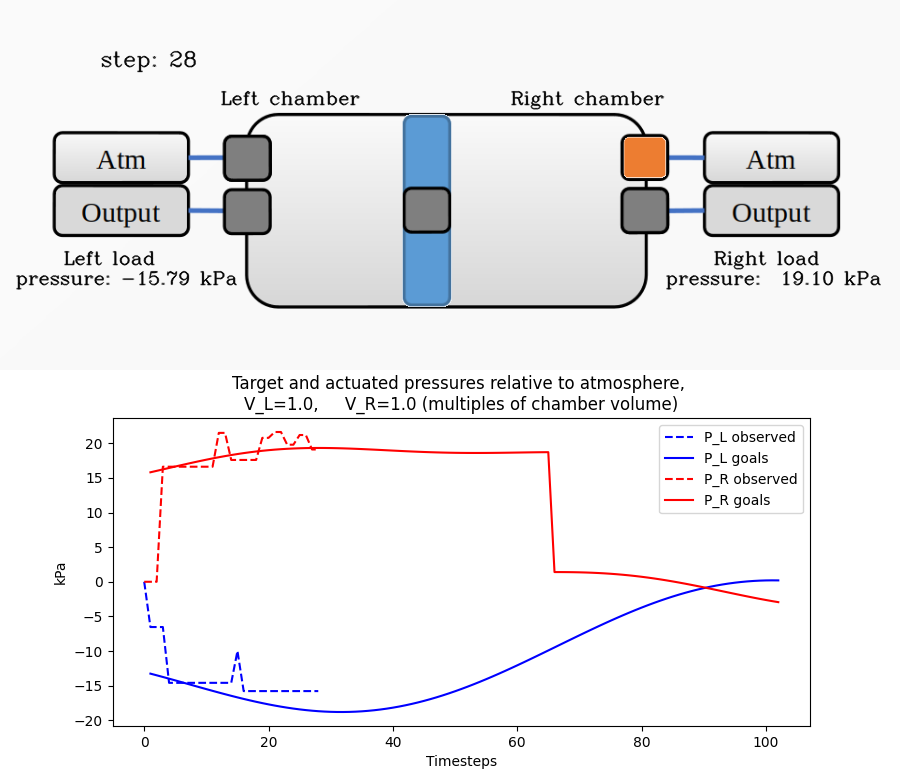 step: 28
Left chamber
Right chamber
Atm
Atm
Output
Output
Left load
pressure: −15.79 kPa
Right load
pressure: 19.10 kPa
Target and actuated pressures relative to atmosphere,
V_L=1.0, V_R=1.0 (multiples of chamber volume)
P_L observed
P_L goals
P_R observed
P_R goals
20
15
10
5
0
−5
−10
−15
−20
kPa
0 20 40 60 80 100
Timesteps